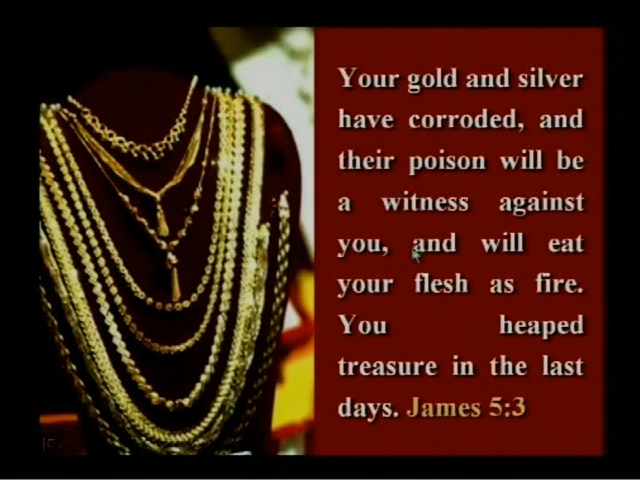 Your gold and silver
have corroded, and
their poison will be
a witness against
you, and will eat
your flesh as fire.
You heaped
treasure in the last
days. James 5:3